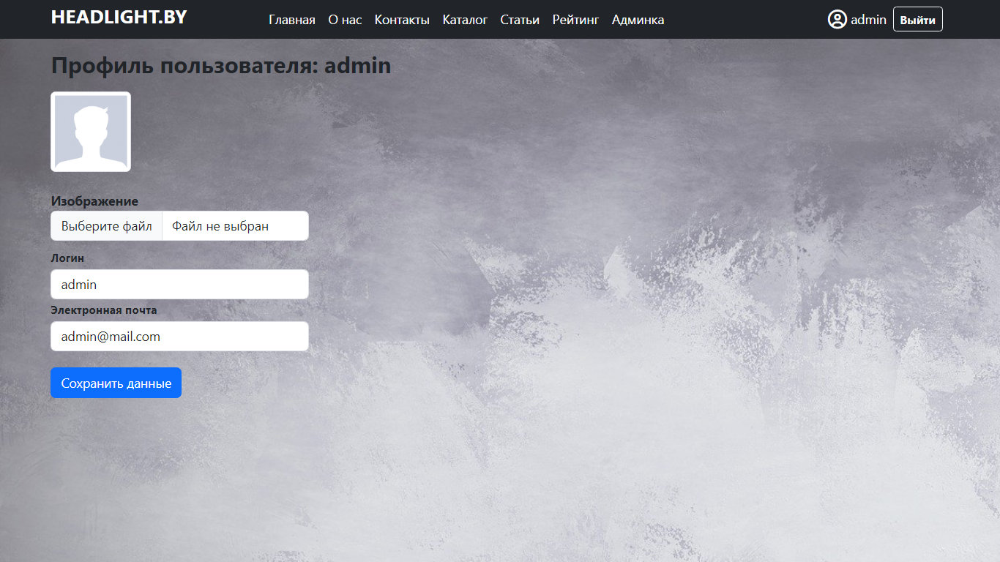 HEADLIGHT.BY Главная О нас Контакты Каталог Статьи Рейтинг Админка admin Выйти
Профиль пользователя: admin
Изображение
Выберите файл Файл не выбран
Логин
admin
Электронная почта
admin@mail.com
Сохранить данные